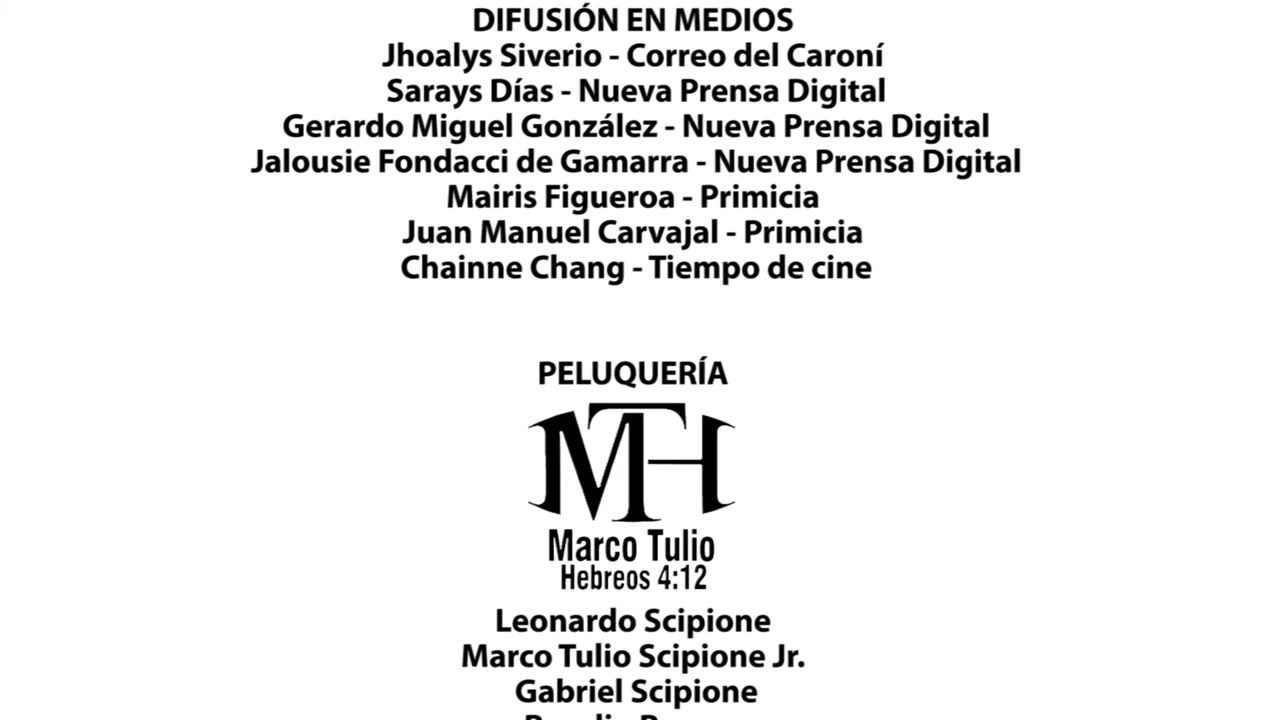 DIFUSIÓN EN MEDIOS
Jhoalys Siverio - Correo del Caroní
Sarays Días - Nueva Prensa Digital
Gerardo Miguel González - Nueva Prensa Digital
Jalousie Fondacci de Gamarra - Nueva Prensa Digital
Mairis Figueroa - Primicia
Juan Manuel Carvajal - Primicia
Chainne Chang - Tiempo de cine
PELUQUERÍA
MTH
Marco Tulio
Hebreos 4:12
Leonardo Scipione
Marco Tulio Scipione Jr.
Gabriel Scipione